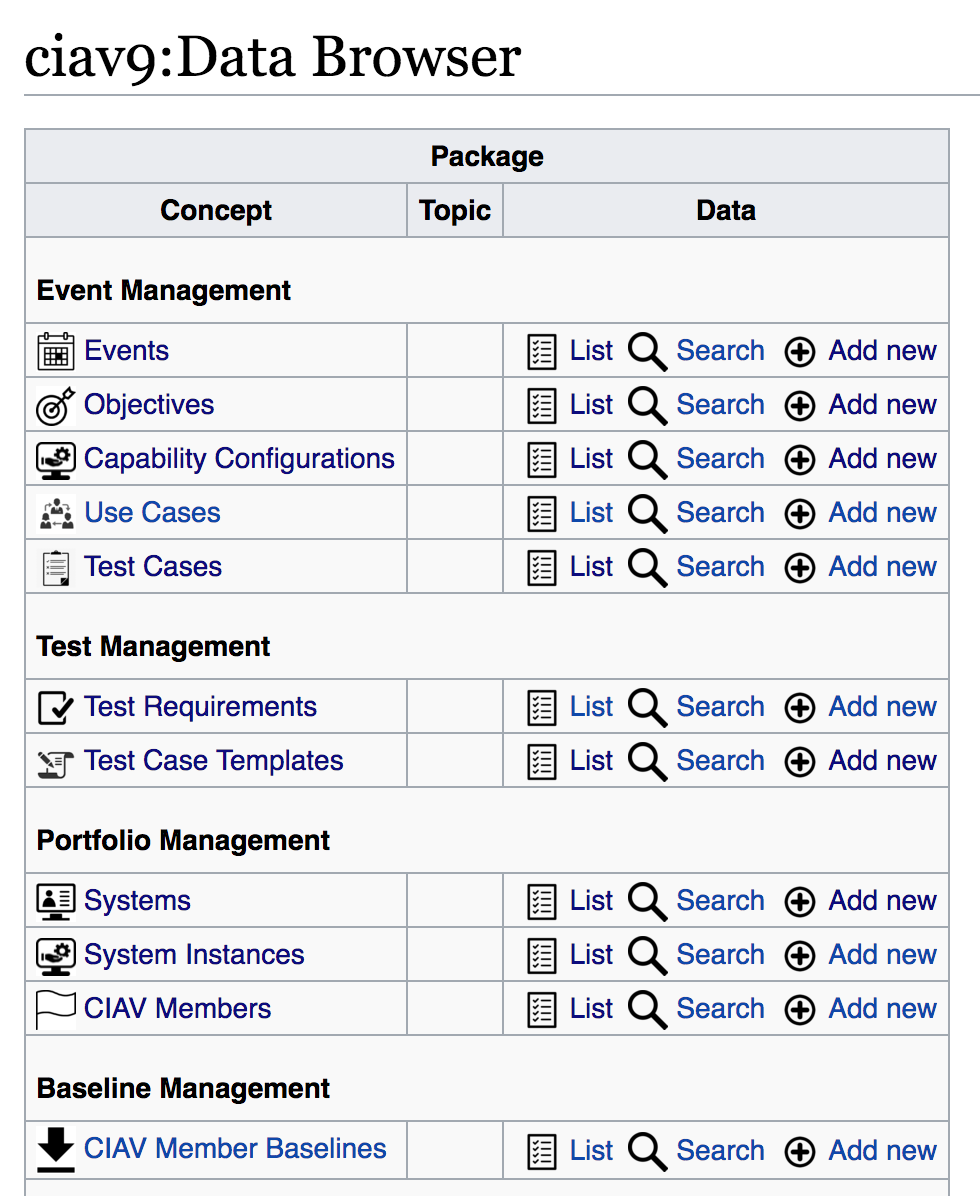 ciav9:Data Browser
Package
Concept Topic Data
Event Management
Events List Search Add new
Objectives List Search Add new
Capability Configurations List Search Add new
Use Cases List Search Add new
Test Cases List Search Add new
Test Management
Test Requirements List Search Add new
Test Case Templates List Search Add new
Portfolio Management
Systems List Search Add new
System Instances List Search Add new
CIAV Members List Search Add new
Baseline Management
CIAV Member Baselines List Search Add new